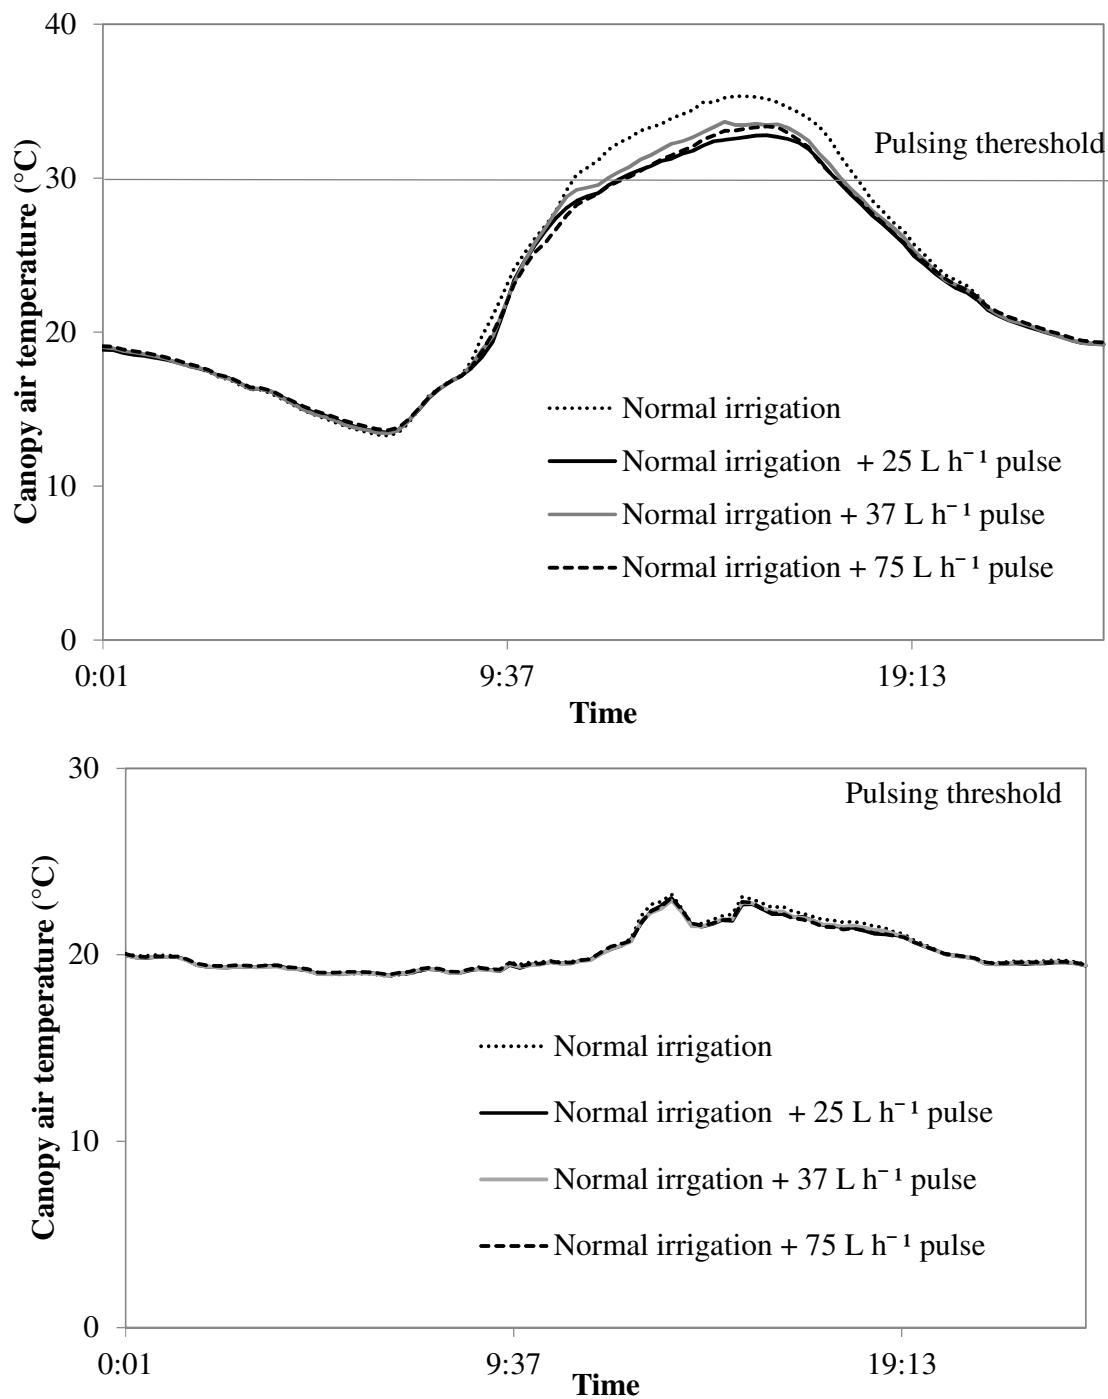 40
Pulsing thereshold
30
20
10
0
Canopy air temperature (°C)
Normal irrigation
Normal irrigation + 25 L h⁻¹ pulse
Normal irrgation + 37 L h⁻¹ pulse
Normal irrigation + 75 L h⁻¹ pulse
0:01 9:37 19:13
Time
30
Pulsing threshold
20
10
0
Canopy air temperature (°C)
Normal irrigation
Normal irrigation + 25 L h⁻¹ pulse
Normal irrgation + 37 L h⁻¹ pulse
Normal irrigation + 75 L h⁻¹ pulse
0:01 9:37 19:13
Time